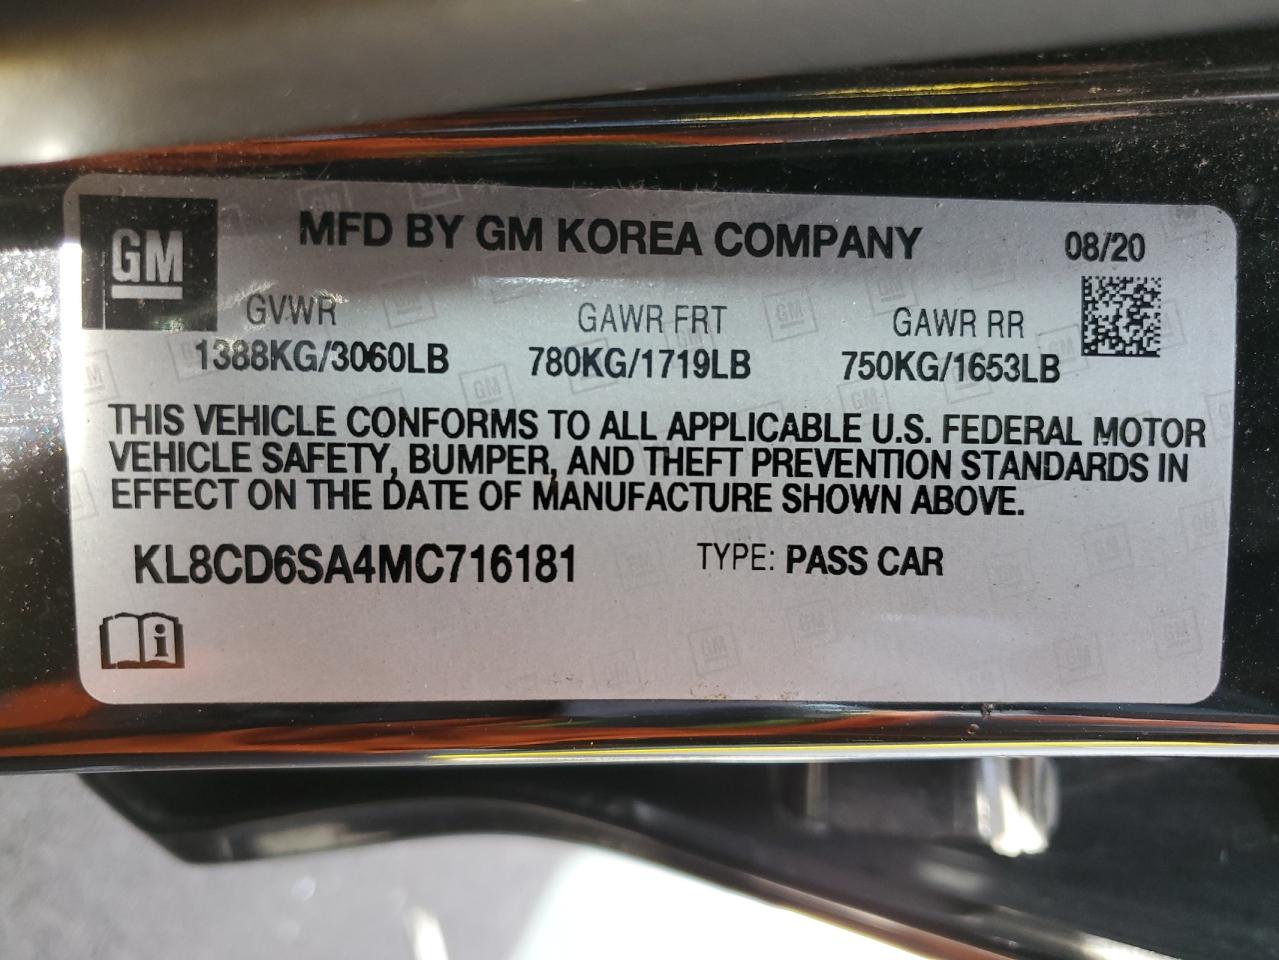 GM
MFD BY GM KOREA COMPANY
08/20
GVWR
GAWR FRT
GAWR RR
1388KG/3060LB
780KG/1719LB
750KG/1653LB
THIS VEHICLE CONFORMS TO ALL APPLICABLE U.S. FEDERAL MOTOR
VEHICLE SAFETY, BUMPER, AND THEFT PREVENTION STANDARDS IN
EFFECT ON THE DATE OF MANUFACTURE SHOWN ABOVE.
KL8CD6SA4MC716181
TYPE: PASS CAR